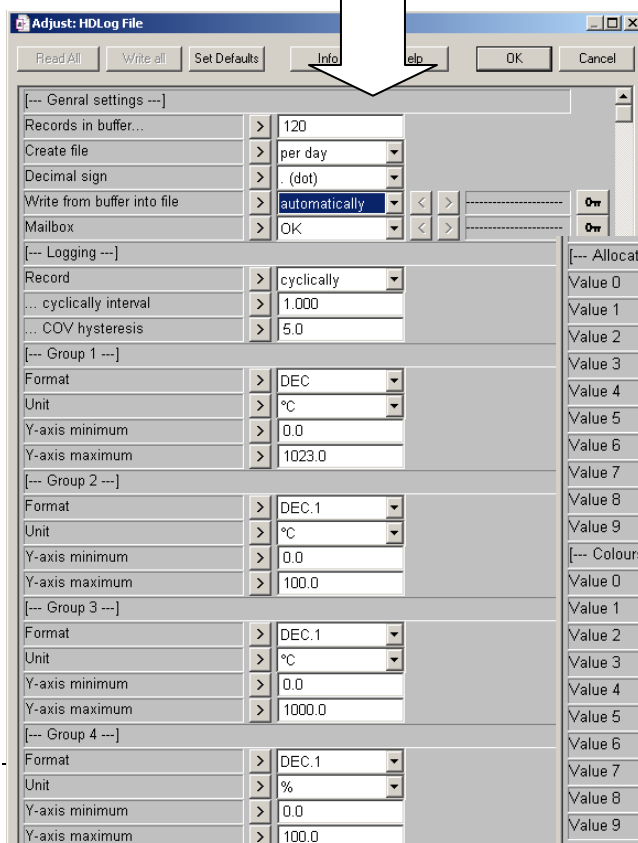 Adjust: HDLog File
Read All Write all Set Defaults Info elp OK Cancel
[--- Genral settings ---]
Records in buffer... > 120
Create file > per day
Decimal sign > . (dot)
Write from buffer into file > automatically < > ---------------------
Mailbox > OK < > ---------------------
[--- Logging ---]
Record > cyclically
... cyclically interval > 1.000
... COV hysteresis > 5.0
[--- Group 1 ---]
Format > DEC
Unit > °C
Y-axis minimum > 0.0
Y-axis maximum > 1023.0
[--- Group 2 ---]
Format > DEC.1
Unit > °C
Y-axis minimum > 0.0
Y-axis maximum > 100.0
[--- Group 3 ---]
Format > DEC.1
Unit > °C
Y-axis minimum > 0.0
Y-axis maximum > 1000.0
[--- Group 4 ---]
Format > DEC.1
Unit > %
Y-axis minimum > 0.0
Y-axis maximum > 100.0
[--- Allocat
Value 0
Value 1
Value 2
Value 3
Value 4
Value 5
Value 6
Value 7
Value 8
Value 9
[--- Colours
Value 0
Value 1
Value 2
Value 3
Value 4
Value 5
Value 6
Value 7
Value 8
Value 9